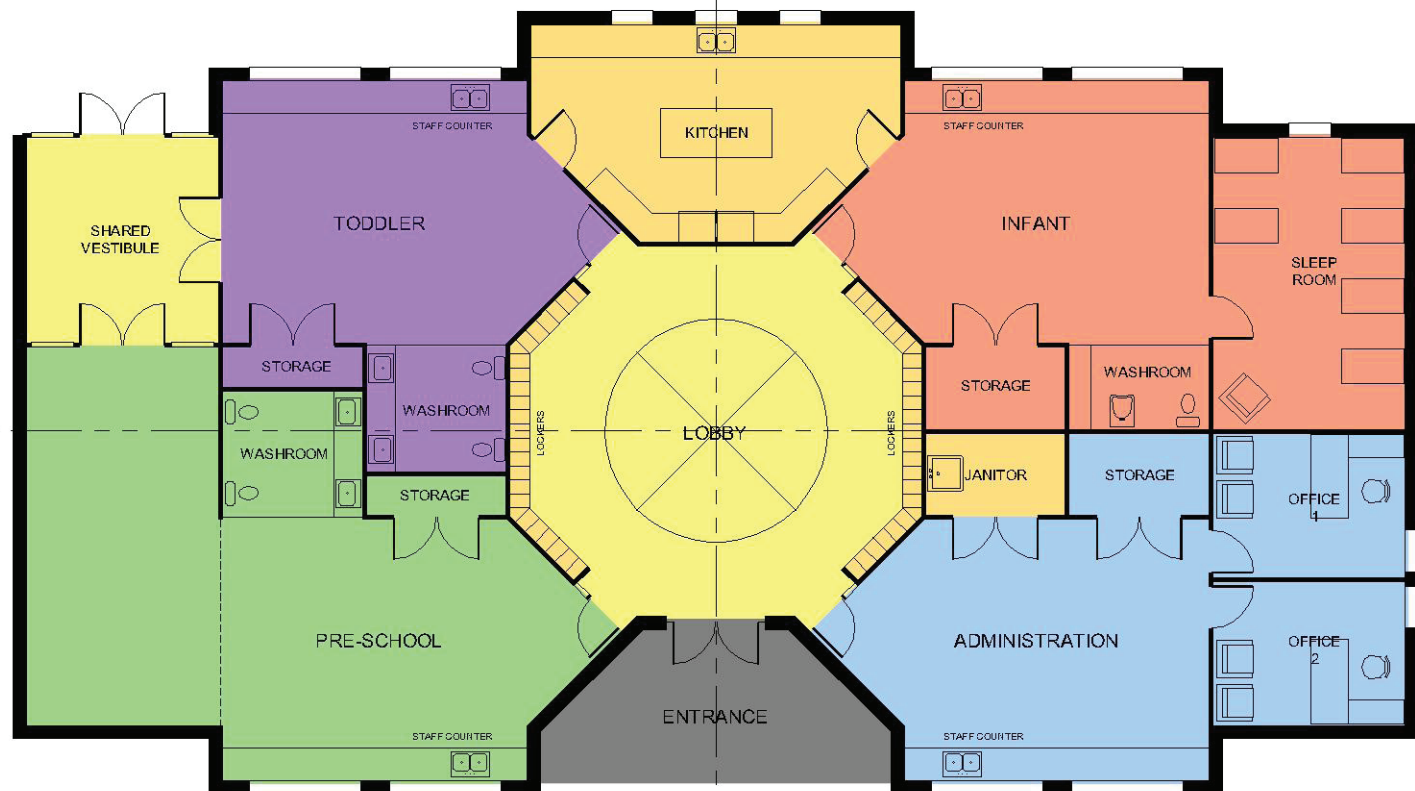 STAFF COUNTER
KITCHEN
STAFF COUNTER
TODDLER
INFANT
SHARED
VESTIBULE
SLEEP
ROOM
STORAGE
WASHROOM
STORAGE
WASHROOM
LOCKERS
LOBBY
LOCKERS
WASHROOM
STORAGE
JANITOR
STORAGE
OFFICE
1
PRE-SCHOOL
ADMINISTRATION
OFFICE
2
ENTRANCE
STAFF COUNTER
STAFF COUNTER